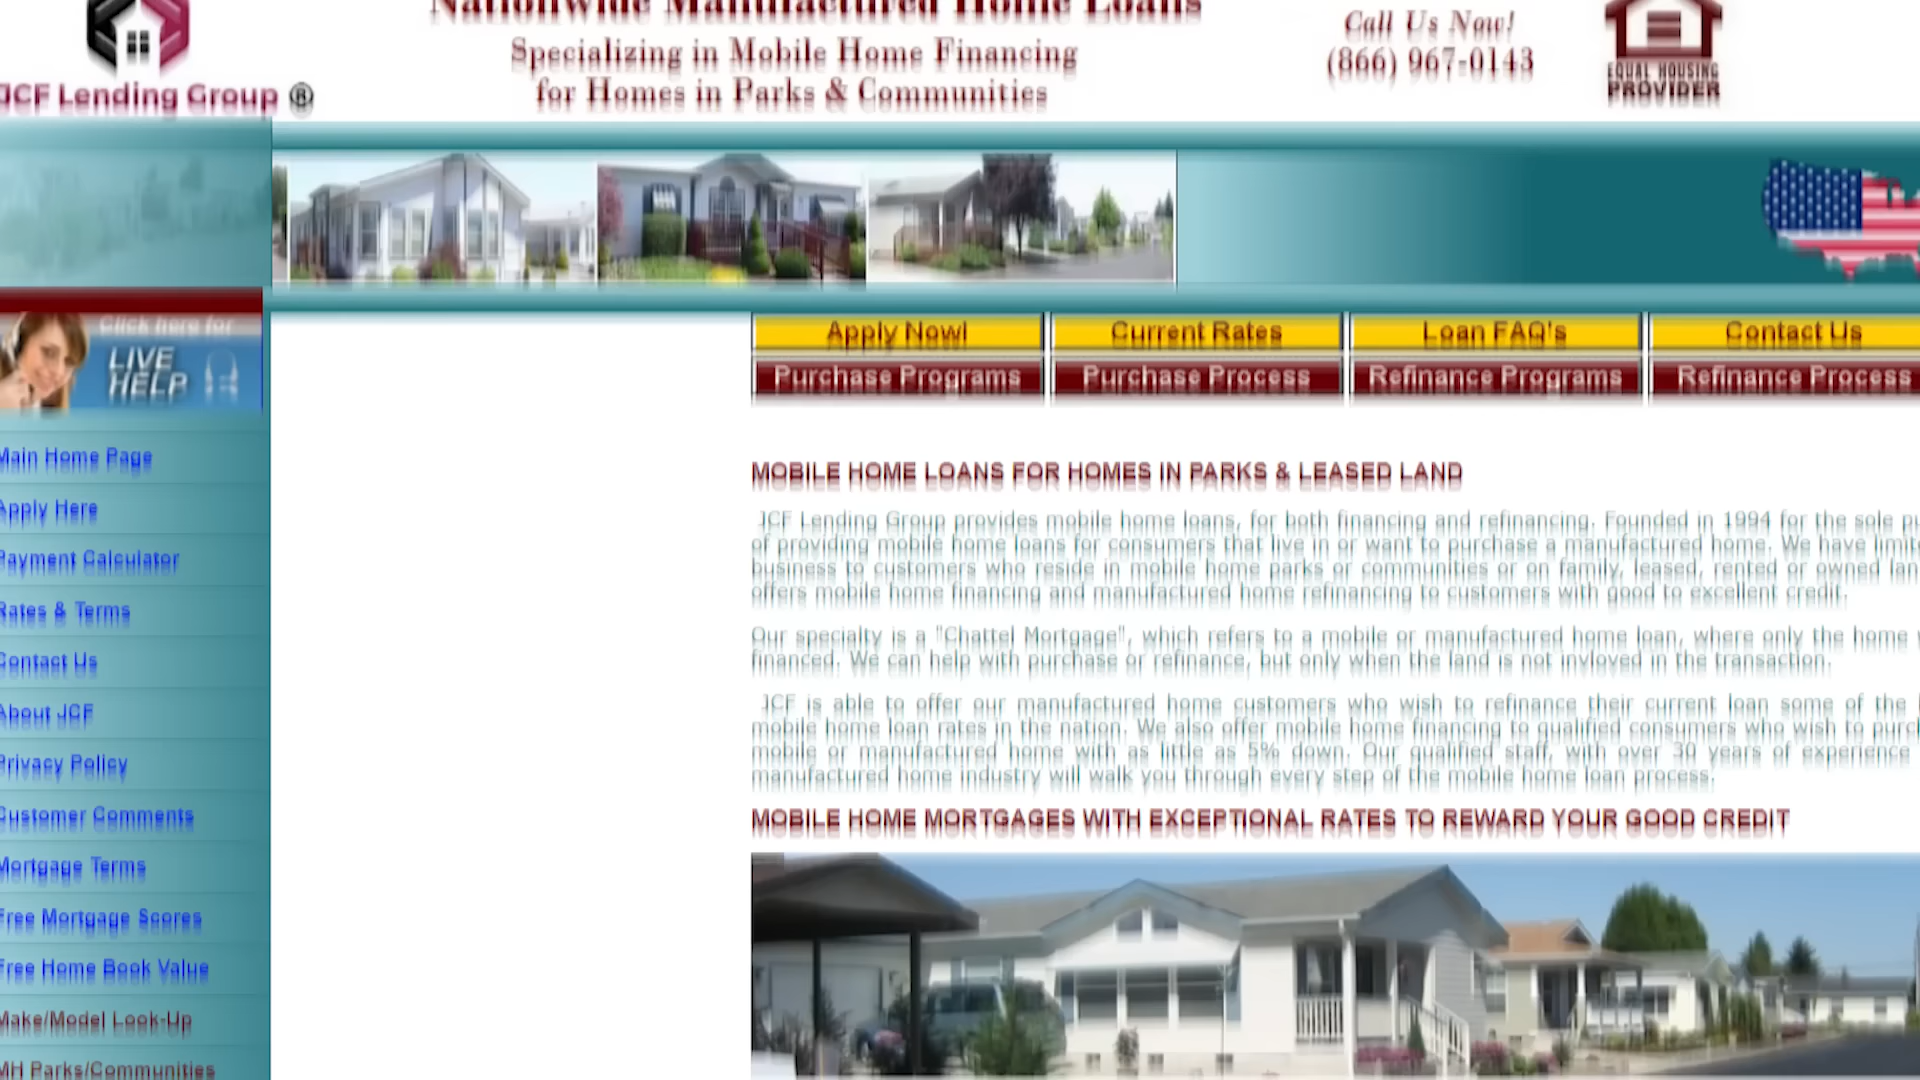 Nationwide Manufactured Home Loans
Specializing in Mobile Home Financing
for Homes in Parks & Communities
Call Us Now!
(866) 967-0143
EQUAL HOUSING
PROVIDER
JCF Lending Group ®
Click here for
LIVE
HELP
Apply Now!
Current Rates
Loan FAQ's
Contact Us
Purchase Programs
Purchase Process
Refinance Programs
Refinance Process
Main Home Page
Apply Here
Payment Calculator
Rates & Terms
Contact Us
About JCF
Privacy Policy
Customer Comments
Mortgage Terms
Free Mortgage Scores
Free Home Book Value
Make/Model Look-Up
MH Parks/Communities
MOBILE HOME LOANS FOR HOMES IN PARKS & LEASED LAND
JCF Lending Group provides mobile home loans, for both financing and refinancing. Founded in 1994 for the sole
of providing mobile home loans for consumers that live in or want to purchase a manufactured home. We have
business to customers who reside in mobile home parks or communities or on family, leased, rented or owned
offers mobile home financing and manufactured home refinancing to customers with good to excellent credit.
Our specialty is a "Chattel Mortgage", which refers to a mobile or manufactured home loan, where only the home
financed. We can help with purchase or refinance, but only when the land is not invloved in the transaction.
JCF is able to offer our manufactured home customers who wish to refinance their current loan some of the
mobile home loan rates in the nation. We also offer mobile home financing to qualified consumers who wish to
mobile or manufactured home with as little as 5% down. Our qualified staff, with over 30 years of experience
manufactured home industry will walk you through every step of the mobile home loan process.
MOBILE HOME MORTGAGES WITH EXCEPTIONAL RATES TO REWARD YOUR GOOD CREDIT